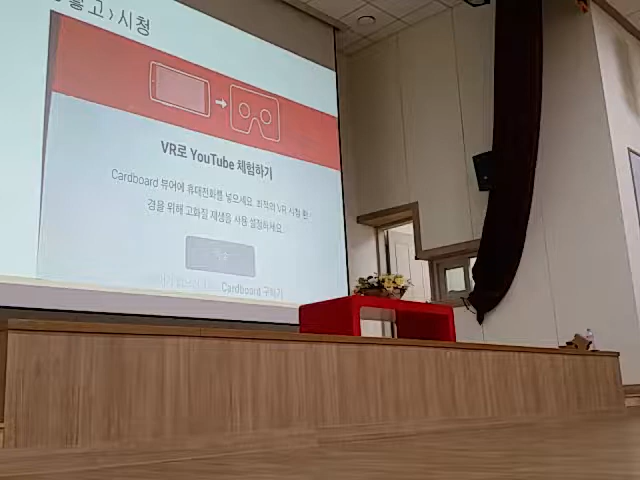 고>시청
VR로 YouTube 체험하기
Cardboard 뷰어에 휴대전화를 넣으세요. 최적의 VR 시청 환
경을 위해 고화질 재생을 사용 설정하세요.
Cardboard 구하기